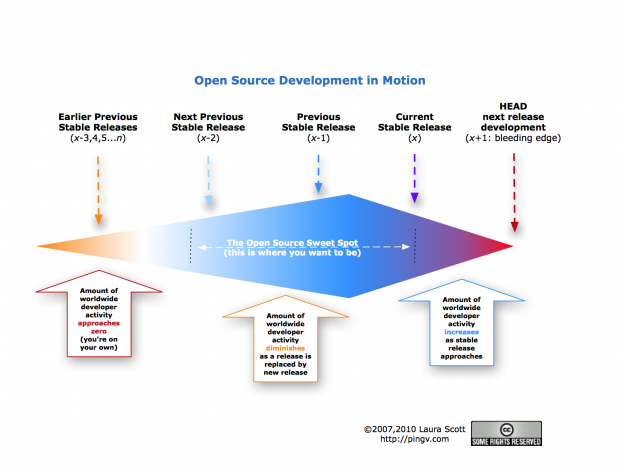 Open Source Development in Motion
Earlier Previous
Stable Releases
(x-3,4,5...n)
Next Previous
Stable Release
(x-2)
Previous
Stable Release
(x-1)
Current
Stable Release
(x)
HEAD
next release
development
(x+1: bleeding edge)
The Open Source Sweet Spot
(this is where you want to be)
Amount of
worldwide
developer
activity
approaches
zero
(you're on
your own)
Amount of
worldwide
developer
activity
diminishes
as a release is
replaced by
new release
Amount of
worldwide
developer
activity
increases
as stable
release
approaches
©2007,2010 Laura Scott
http://pingv.com
cc
SOME RIGHTS RESERVED